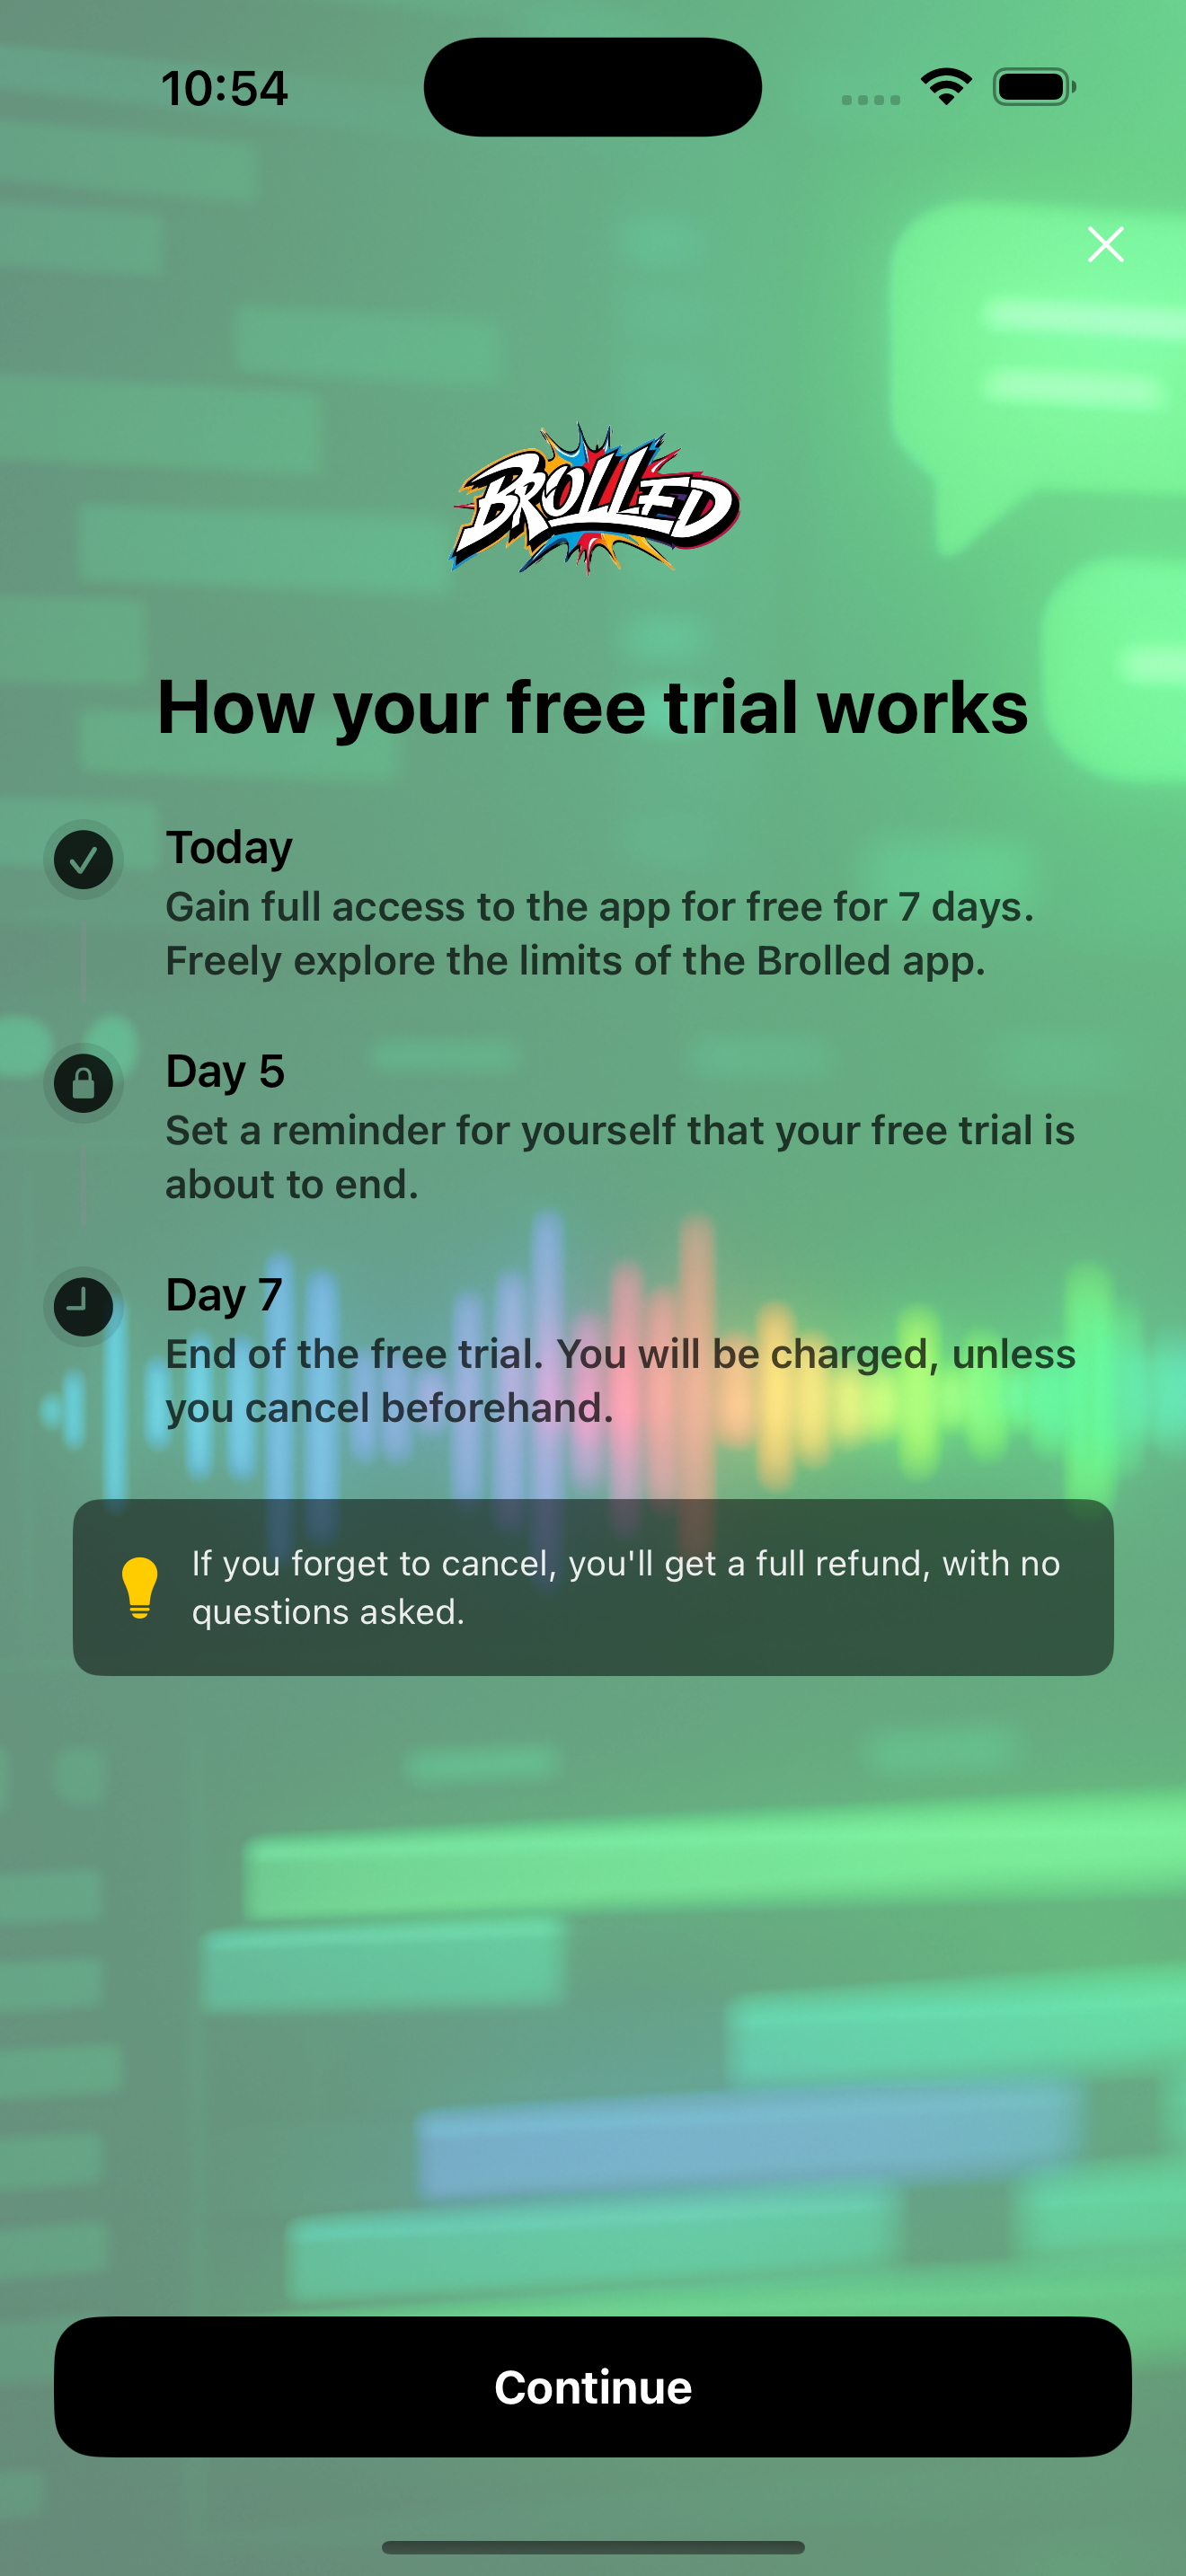 10:54
BROLLED
How your free trial works
Today
Gain full access to the app for free for 7 days.
Freely explore the limits of the Brolled app.
Day 5
Set a reminder for yourself that your free trial is
about to end.
Day 7
End of the free trial. You will be charged, unless
you cancel beforehand.
If you forget to cancel, you'll get a full refund, with no
questions asked.
Continue